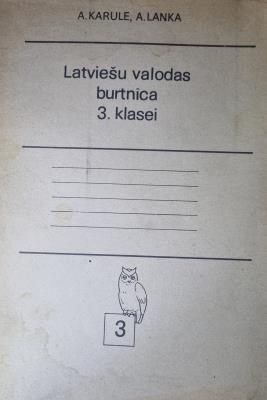 A. KARULE, A. LANKA
Latviešu valodas
burtnica
3. klasei
3